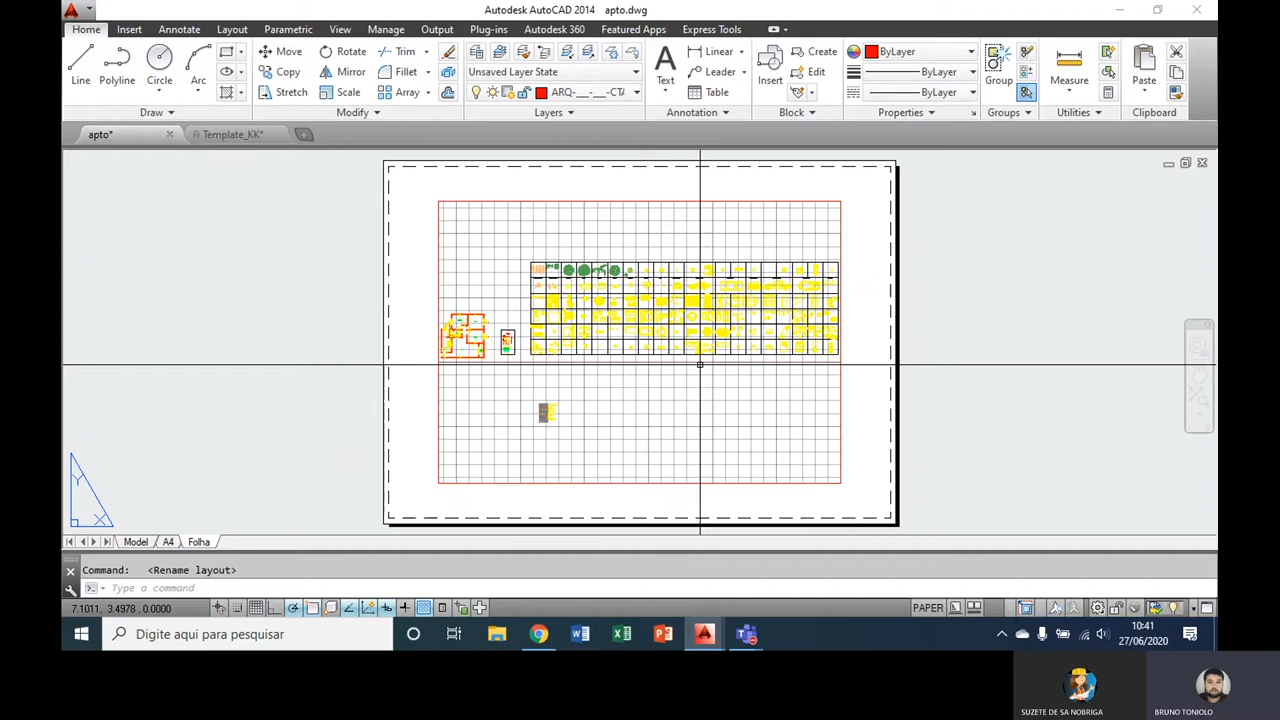 Autodesk AutoCAD 2014 apto.dwg
Home Insert Annotate Layout Parametric View Manage Output Plug-ins Autodesk 360 Featured Apps Express Tools
Line Polyline Circle Arc
Move Rotate Trim
Copy Mirror Fillet
Stretch Scale Array
Unsaved Layer State
ARQ-___-___-CTA
Text
Linear
Leader
Table
Insert
Create
Edit
ByLayer
ByLayer
ByLayer
Group
Measure
Paste
Draw Modify Layers Annotation Block Properties Groups Utilities Clipboard
apto* Template_KK*
Y
X
Model A4 Folha
Command: <Rename layout>
Type a command
7.1011, 3.4978, 0.0000 PAPER
Digite aqui para pesquisar
10:41
27/06/2020
SUZETE DE SA NOBRIGA BRUNO TONIOLO